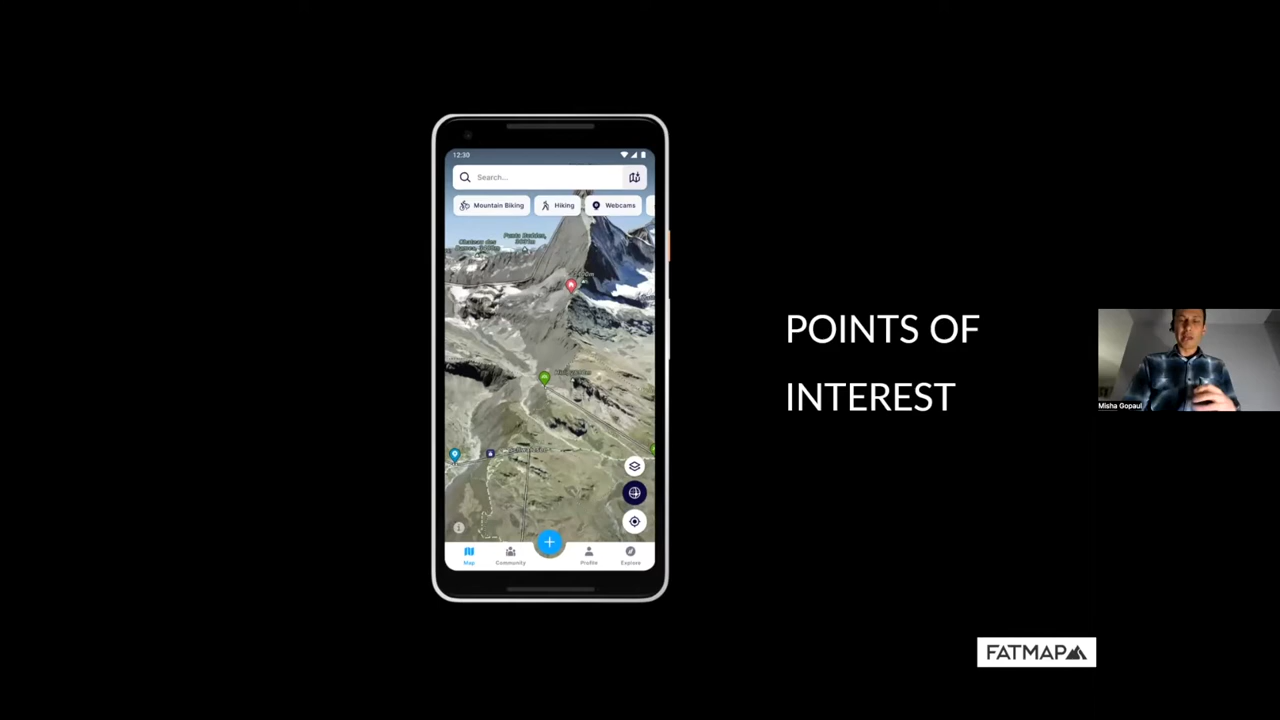 12:30
Search...
Mountain Biking
Hiking
Webcams
Map
Community
Profile
Explore
POINTS OF
INTEREST
Misha Gopaul
FATMAP